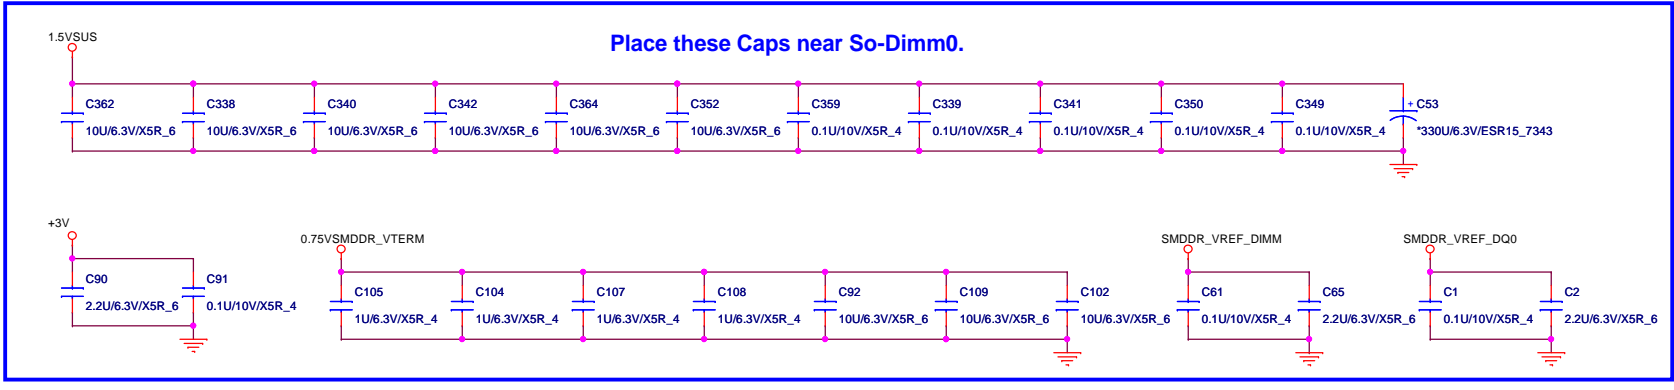 Place these Caps near So-Dimm0.
1.5VSUS
C362 C338 C340 C342 C364 C352 C359 C339 C341 C350 C349 + C53
10U/6.3V/X5R_6 10U/6.3V/X5R_6 10U/6.3V/X5R_6 10U/6.3V/X5R_6 10U/6.3V/X5R_6 10U/6.3V/X5R_6 0.1U/10V/X5R_4 0.1U/10V/X5R_4 0.1U/10V/X5R_4 0.1U/10V/X5R_4 0.1U/10V/X5R_4 *330U/6.3V/ESR15_7343
+3V
0.75VSMDDR_VTERM SMDDR_VREF_DIMM SMDDR_VREF_DQ0
C90 C91
2.2U/6.3V/X5R_6 0.1U/10V/X5R_4
C105 C104 C107 C108 C92 C109 C102 C61 C65 C1 C2
1U/6.3V/X5R_4 1U/6.3V/X5R_4 1U/6.3V/X5R_4 1U/6.3V/X5R_4 10U/6.3V/X5R_6 10U/6.3V/X5R_6 10U/6.3V/X5R_6 0.1U/10V/X5R_4 2.2U/6.3V/X5R_6 0.1U/10V/X5R_4 2.2U/6.3V/X5R_6